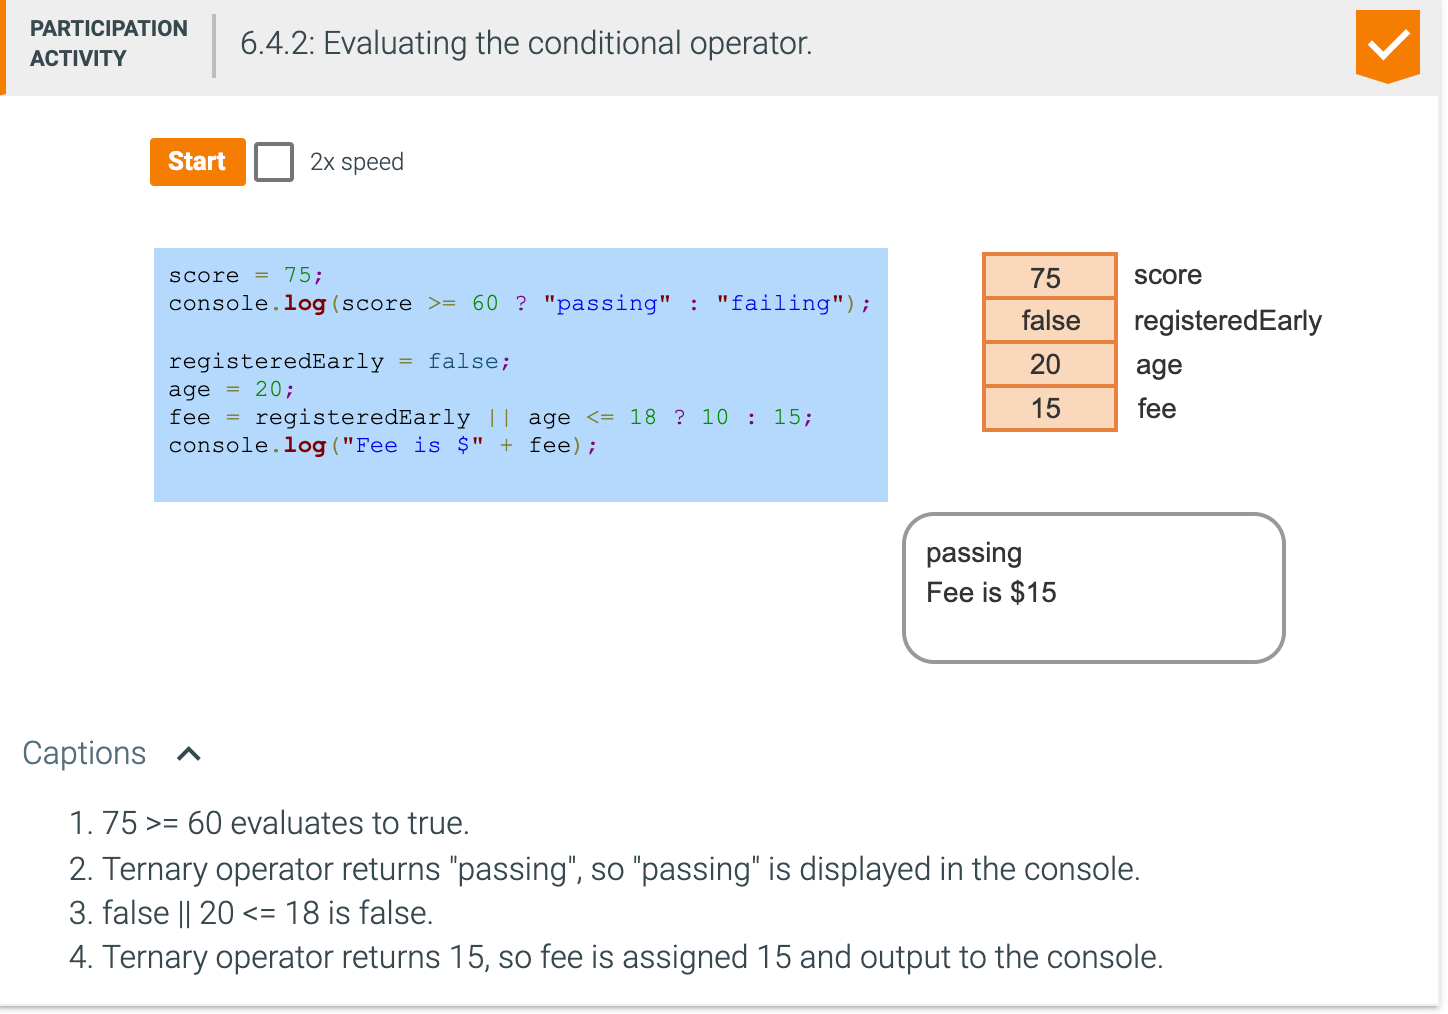 PARTICIPATION
ACTIVITY
6.4.2: Evaluating the conditional operator.
Start
2x speed
score = 75;
console.log(score >= 60 ? "passing" : "failing");
registeredEarly = false;
age = 20;
fee = registeredEarly || age <= 18 ? 10 : 15;
console.log("Fee is $" + fee);
75 score
false registeredEarly
20 age
15 fee
passing
Fee is $15
Captions
1. 75 >= 60 evaluates to true.
2. Ternary operator returns "passing", so "passing" is displayed in the console.
3. false || 20 <= 18 is false.
4. Ternary operator returns 15, so fee is assigned 15 and output to the console.